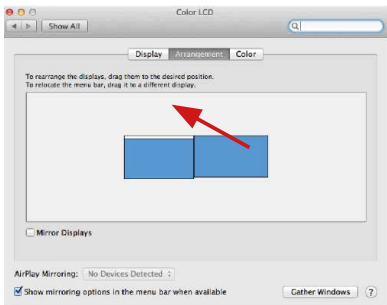 Color LCD
Show All
Display Arrangement Color
To rearrange the displays, drag them to the desired position.
To relocate the menu bar, drag it to a different display.
Mirror Displays
AirPlay Mirroring: No Devices Detected
Show mirroring options in the menu bar when available
Gather Windows ?